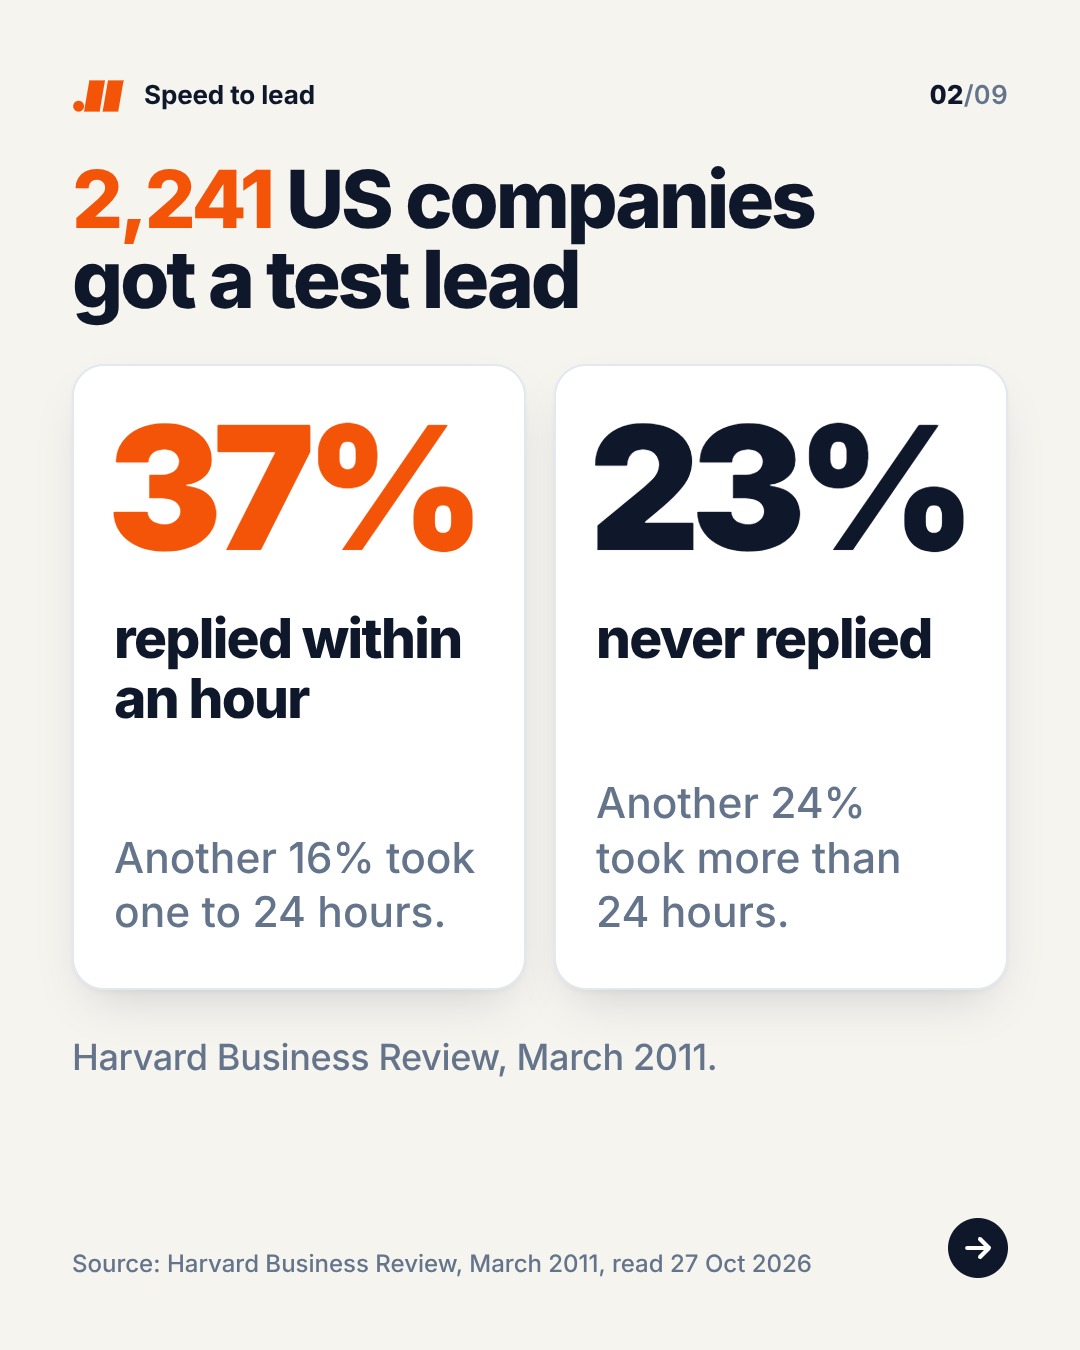 Speed to lead
02/09
2,241 US companies
got a test lead
37%
replied within
an hour
Another 16% took
one to 24 hours.
23%
never replied
Another 24%
took more than
24 hours.
Harvard Business Review, March 2011.
Source: Harvard Business Review, March 2011, read 27 Oct 2026